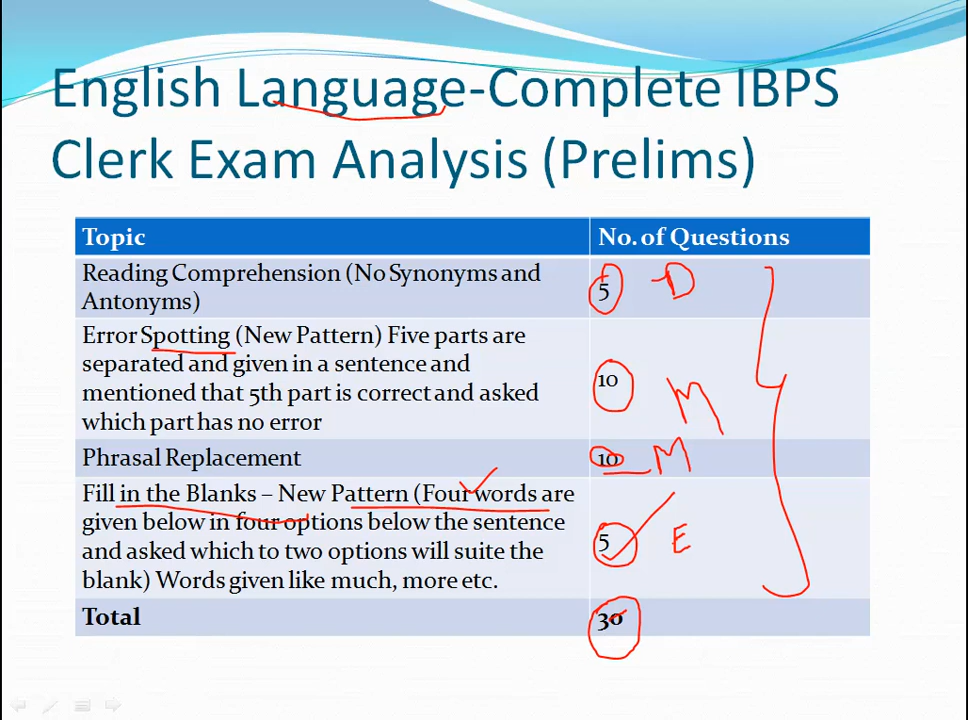 English Language-Complete IBPS
Clerk Exam Analysis (Prelims)
Topic
No. of Questions
Reading Comprehension (No Synonyms and
Antonyms)
5
D
Error Spotting (New Pattern) Five parts are
separated and given in a sentence and
mentioned that 5th part is correct and asked
which part has no error
10
M
Phrasal Replacement
10
M
Fill in the Blanks – New Pattern (Four words are
given below in four options below the sentence
and asked which to two options will suite the
blank) Words given like much, more etc.
5
E
Total
30